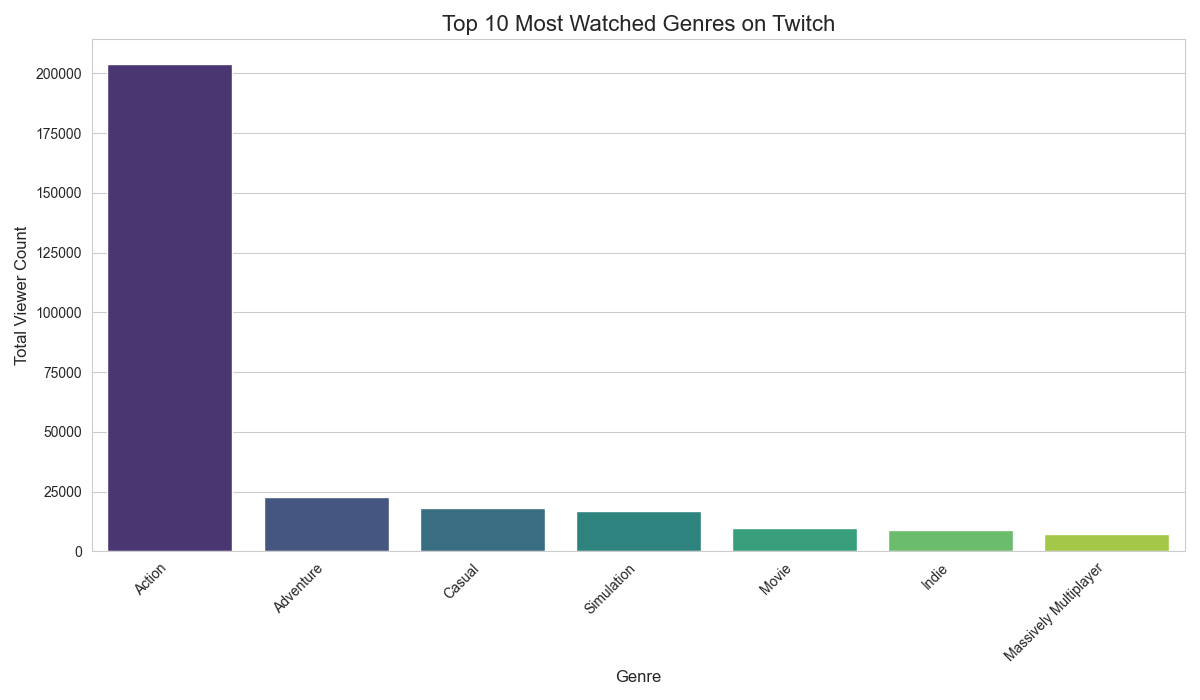 Top 10 Most Watched Genres on Twitch
Total Viewer Count
200000
175000
150000
125000
100000
75000
50000
25000
0
Action
Adventure
Casual
Simulation
Movie
Indie
Massively Multiplayer
Genre